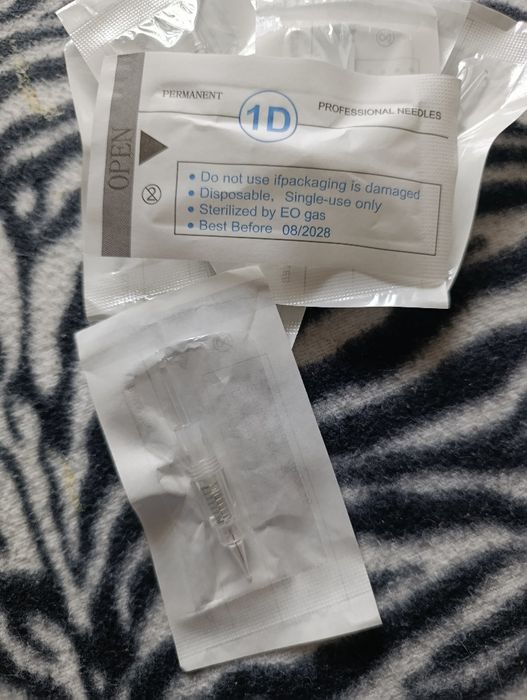 OPEN
PERMANENT 1D PROFESSIONAL NEEDLES
• Do not use ifpackaging is damaged
• Disposable, Single-use only
• Sterilized by EO gas
• Best Before 08/2028